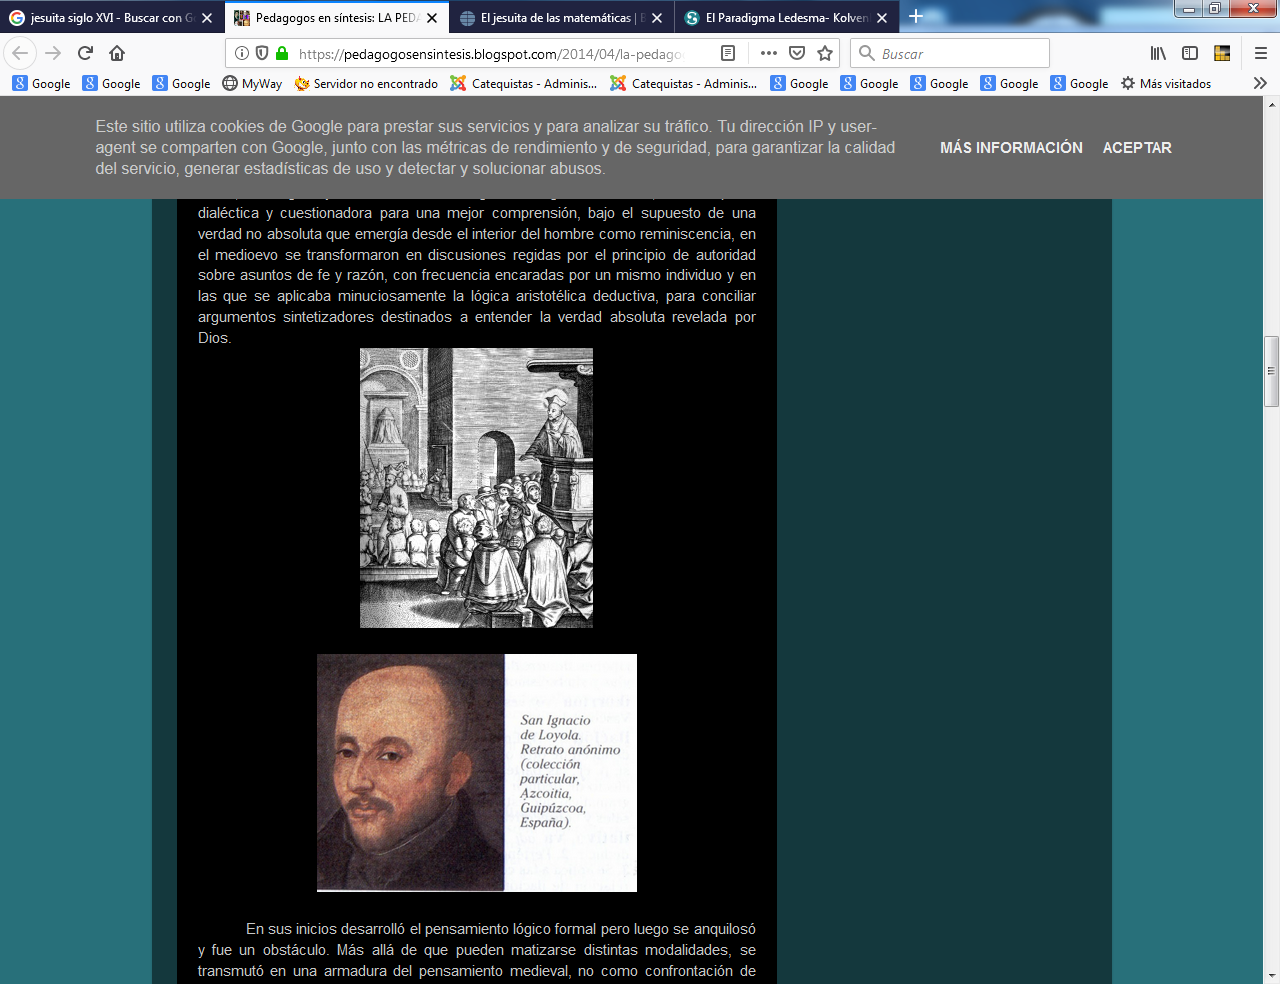 jesuita siglo XVI - Buscar con G
Pedagogos en síntesis: LA PEDA
El jesuita de las matemáticas | B
El Paradigma Ledesma- Kolven
https://pedagogosensintesis.blogspot.com/2014/04/la-pedago
Buscar
Google
Google
Google
MyWay
Servidor no encontrado
Catequistas - Adminis...
Catequistas - Adminis...
Google
Google
Google
Google
Google
Más visitados
Este sitio utiliza cookies de Google para prestar sus servicios y para analizar su tráfico. Tu dirección IP y user-
agent se comparten con Google, junto con las métricas de rendimiento y de seguridad, para garantizar la calidad
del servicio, generar estadísticas de uso y detectar y solucionar abusos.
MÁS INFORMACIÓN
ACEPTAR
dialéctica y cuestionadora para una mejor comprensión, bajo el supuesto de una
verdad no absoluta que emergía desde el interior del hombre como reminiscencia, en
el medioevo se transformaron en discusiones regidas por el principio de autoridad
sobre asuntos de fe y razón, con frecuencia encaradas por un mismo individuo y en
las que se aplicaba minuciosamente la lógica aristotélica deductiva, para conciliar
argumentos sintetizadores destinados a entender la verdad absoluta revelada por
Dios.
San Ignacio
de Loyola.
Retrato anónimo
(colección
particular,
Azcoitia,
Guipúzcoa,
España).
En sus inicios desarrolló el pensamiento lógico formal pero luego se anquilosó
y fue un obstáculo. Más allá de que pueden matizarse distintas modalidades, se
transmutó en una armadura del pensamiento medieval, no como confrontación de